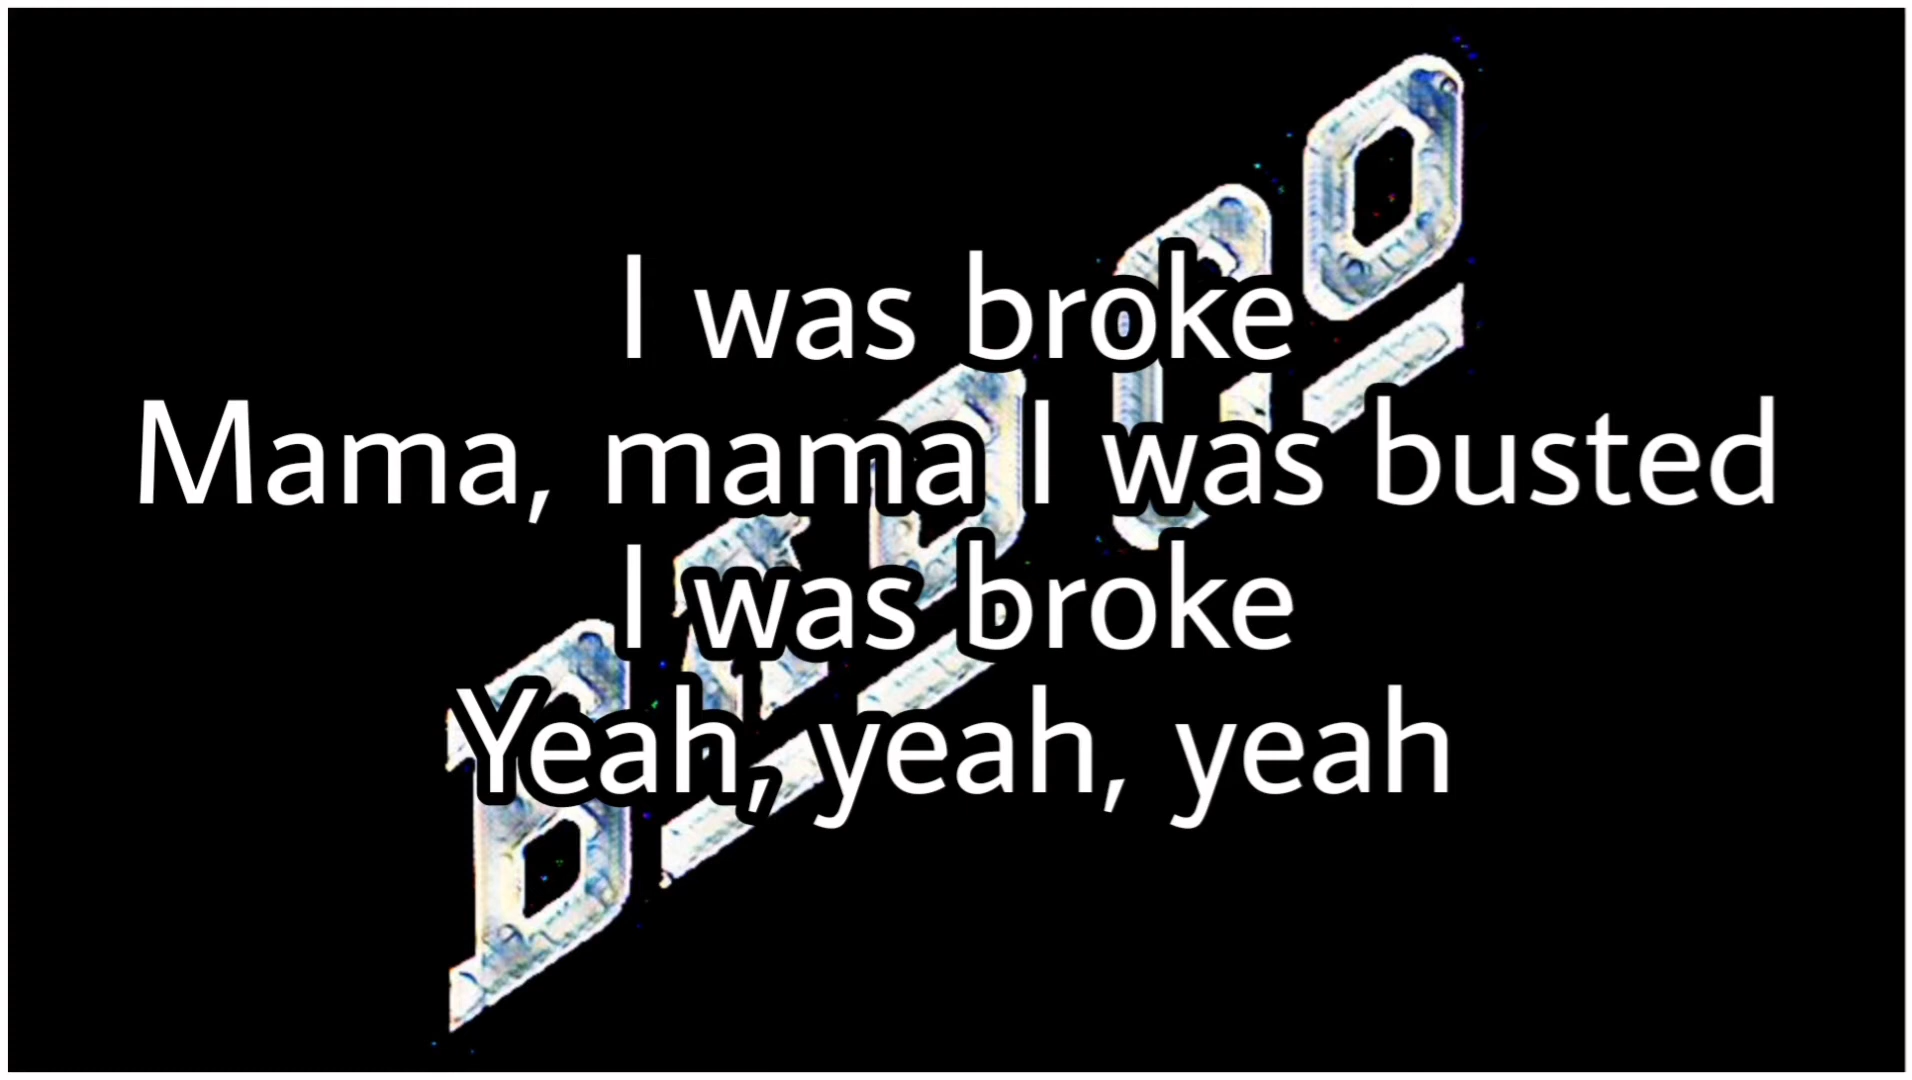 I was broke
Mama, mama I was busted
I was broke
Yeah, yeah, yeah